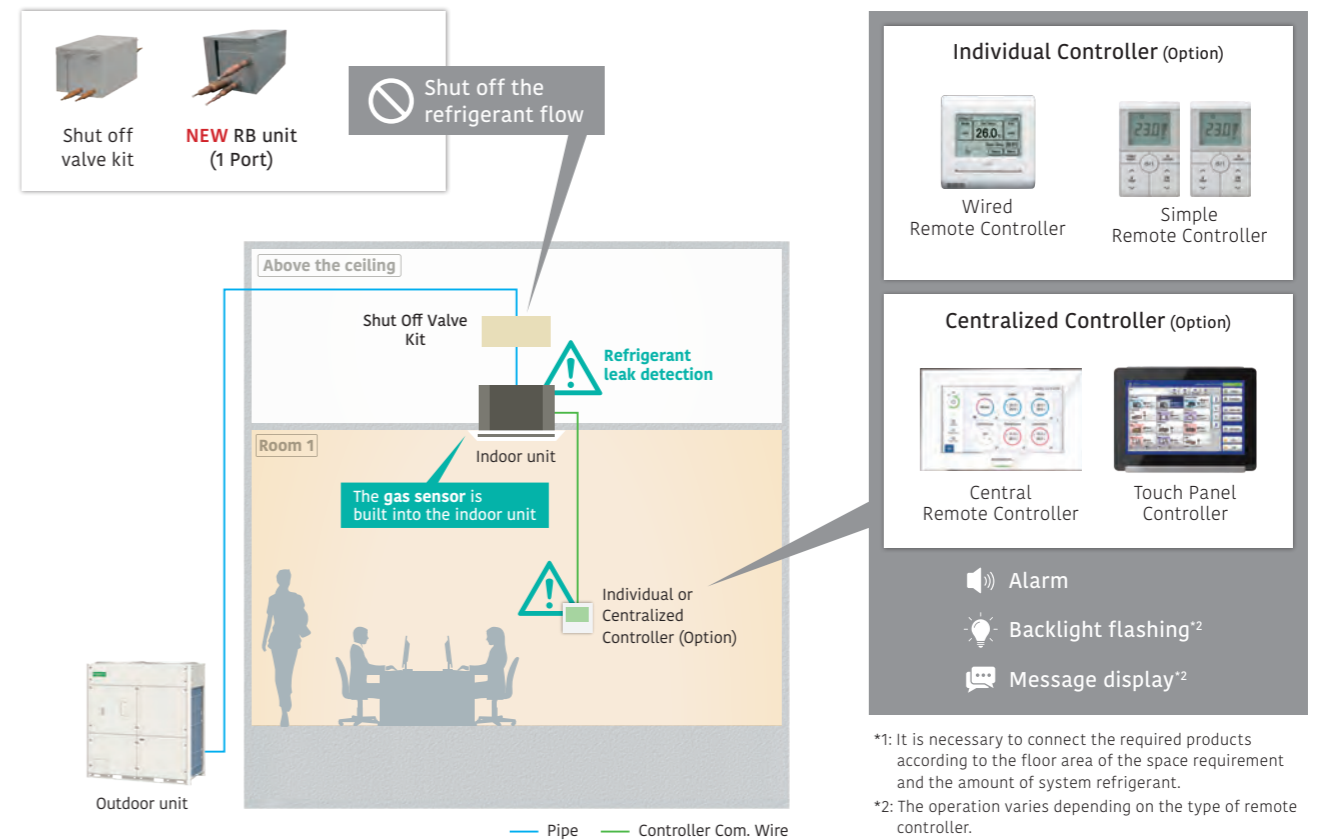 Shut off
valve kit
NEW RB unit
(1 Port)
Shut off the
refrigerant flow
Above the ceiling
Shut Off Valve
Kit
Refrigerant
leak detection
Room 1
Indoor unit
The gas sensor is
built into the indoor unit
Individual or
Centralized
Controller (Option)
Outdoor unit
Pipe
Controller Com. Wire
Individual Controller (Option)
26.0
23.0
23.0
Wired
Remote Controller
Simple
Remote Controller
Centralized Controller (Option)
Central
Remote Controller
Touch Panel
Controller
Alarm
Backlight flashing*2
Message display*2
*1: It is necessary to connect the required products
according to the floor area of the space requirement
and the amount of system refrigerant.
*2: The operation varies depending on the type of remote
controller.